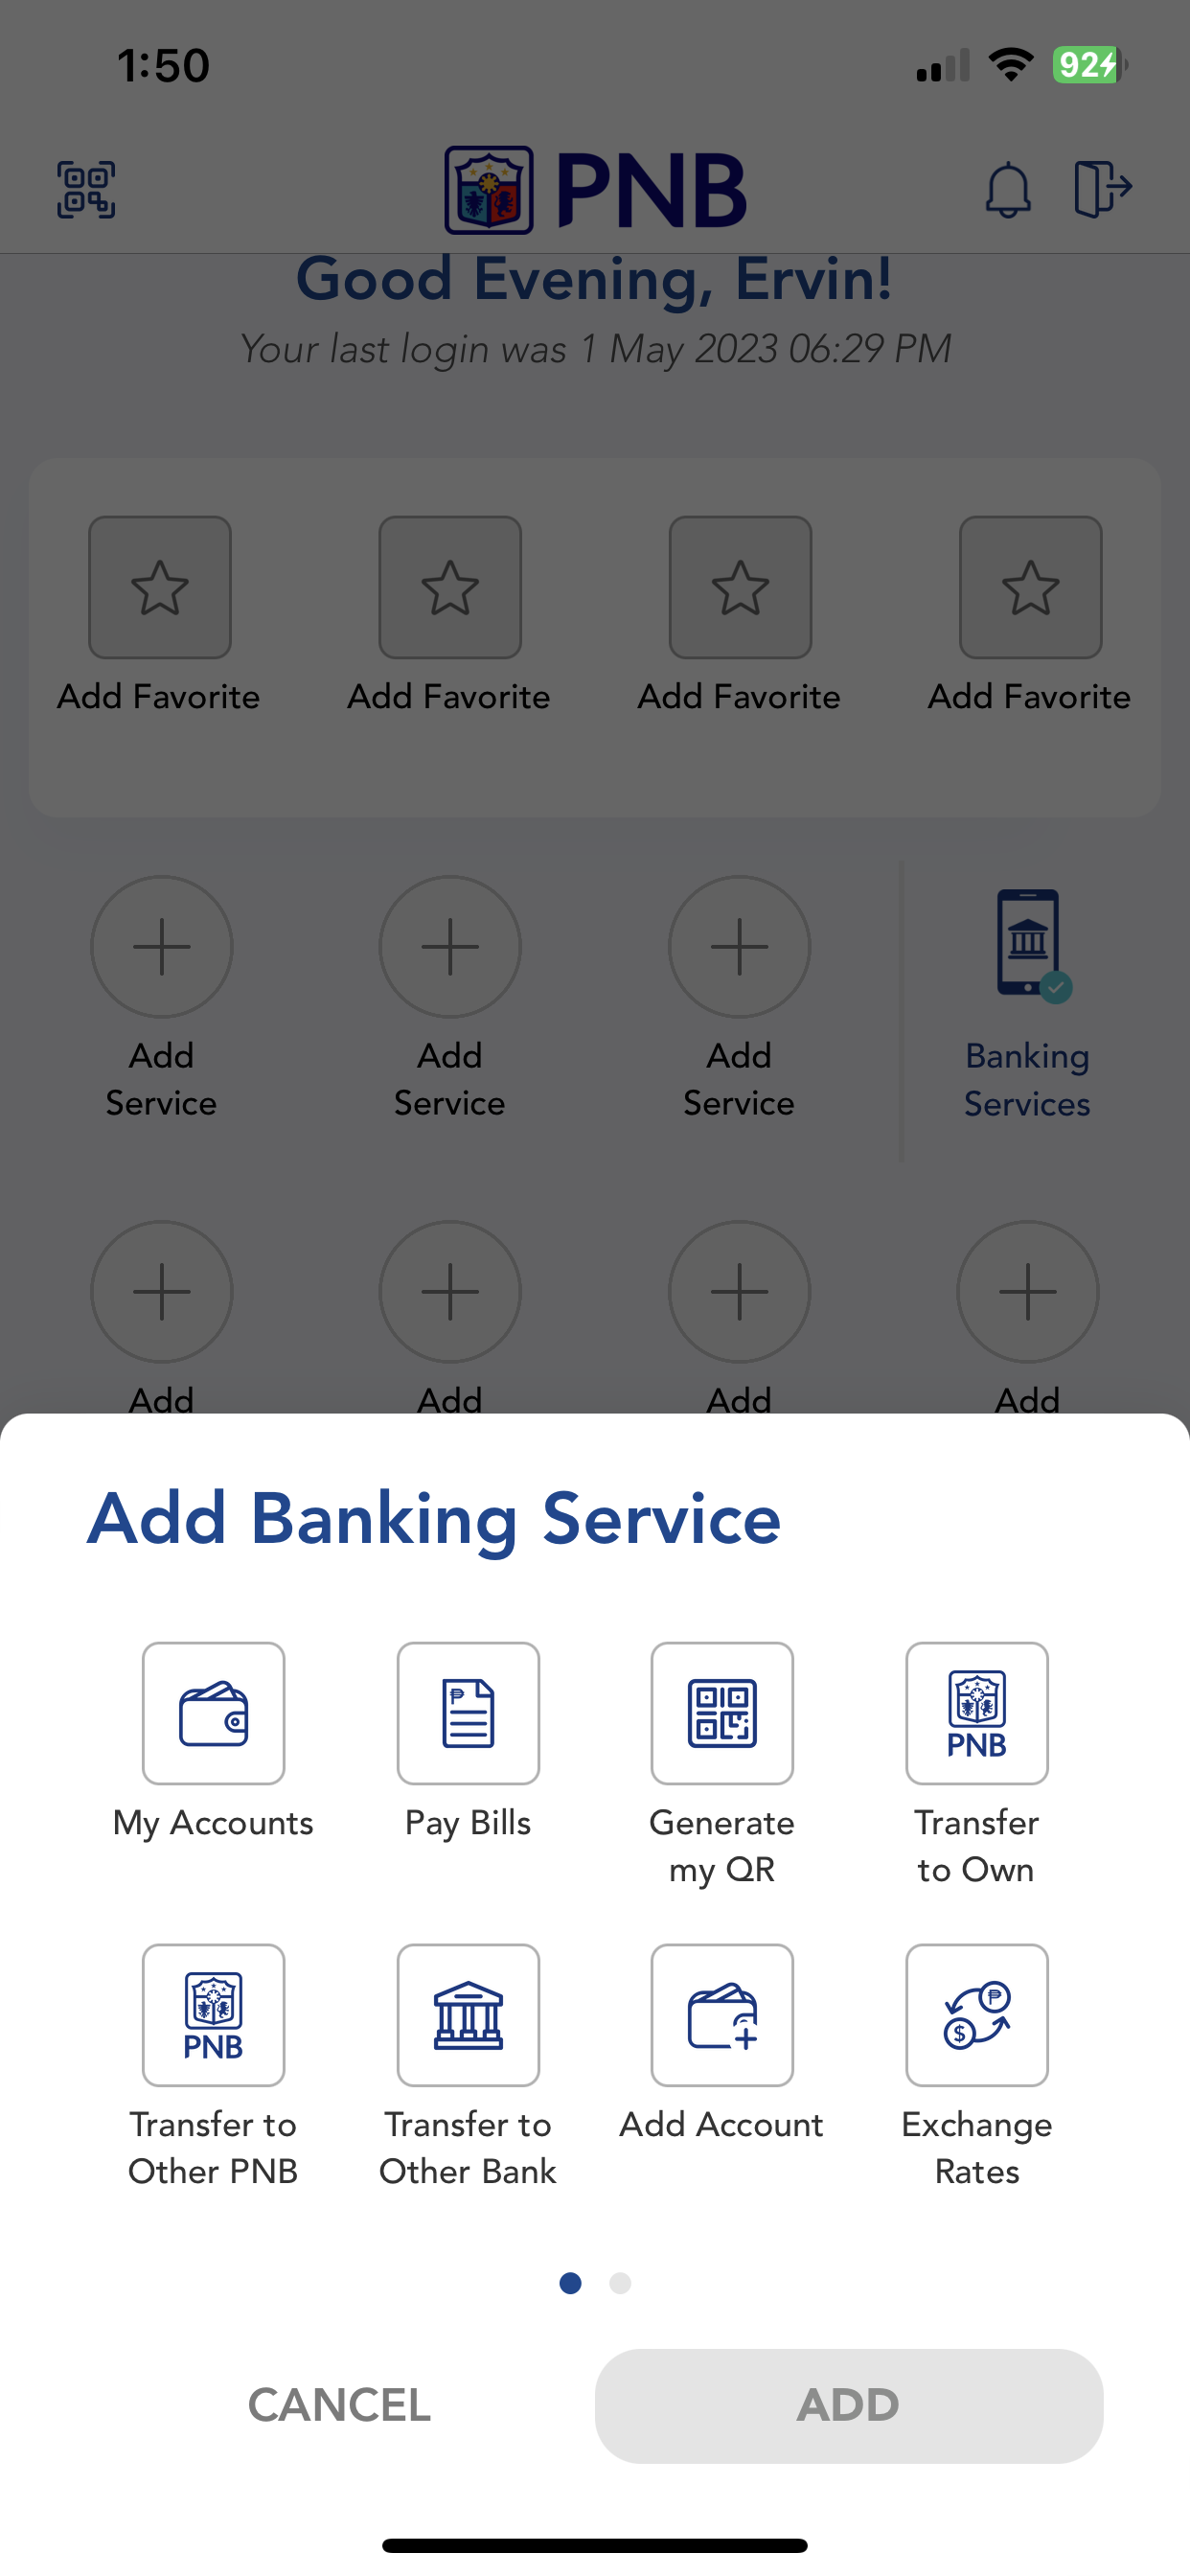 1:50
92
PNB
Good Evening, Ervin!
Your last login was 1 May 2023 06:29 PM
Add Favorite Add Favorite Add Favorite Add Favorite
Add Service
Add Service
Add Service
Banking Services
Add Add Add Add
Add Banking Service
My Accounts
Pay Bills
Generate
my QR
PNB
Transfer
to Own
PNB
Transfer to
Other PNB
Transfer to
Other Bank
Add Account
Exchange
Rates
CANCEL
ADD